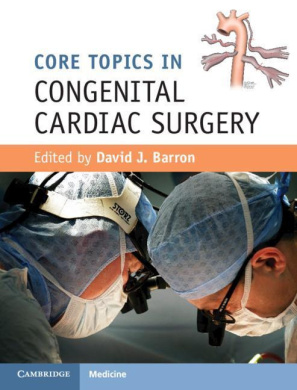 CORE TOPICS IN
CONGENITAL
CARDIAC SURGERY
Edited by David J. Barron
STORZ
CAMBRIDGE Medicine